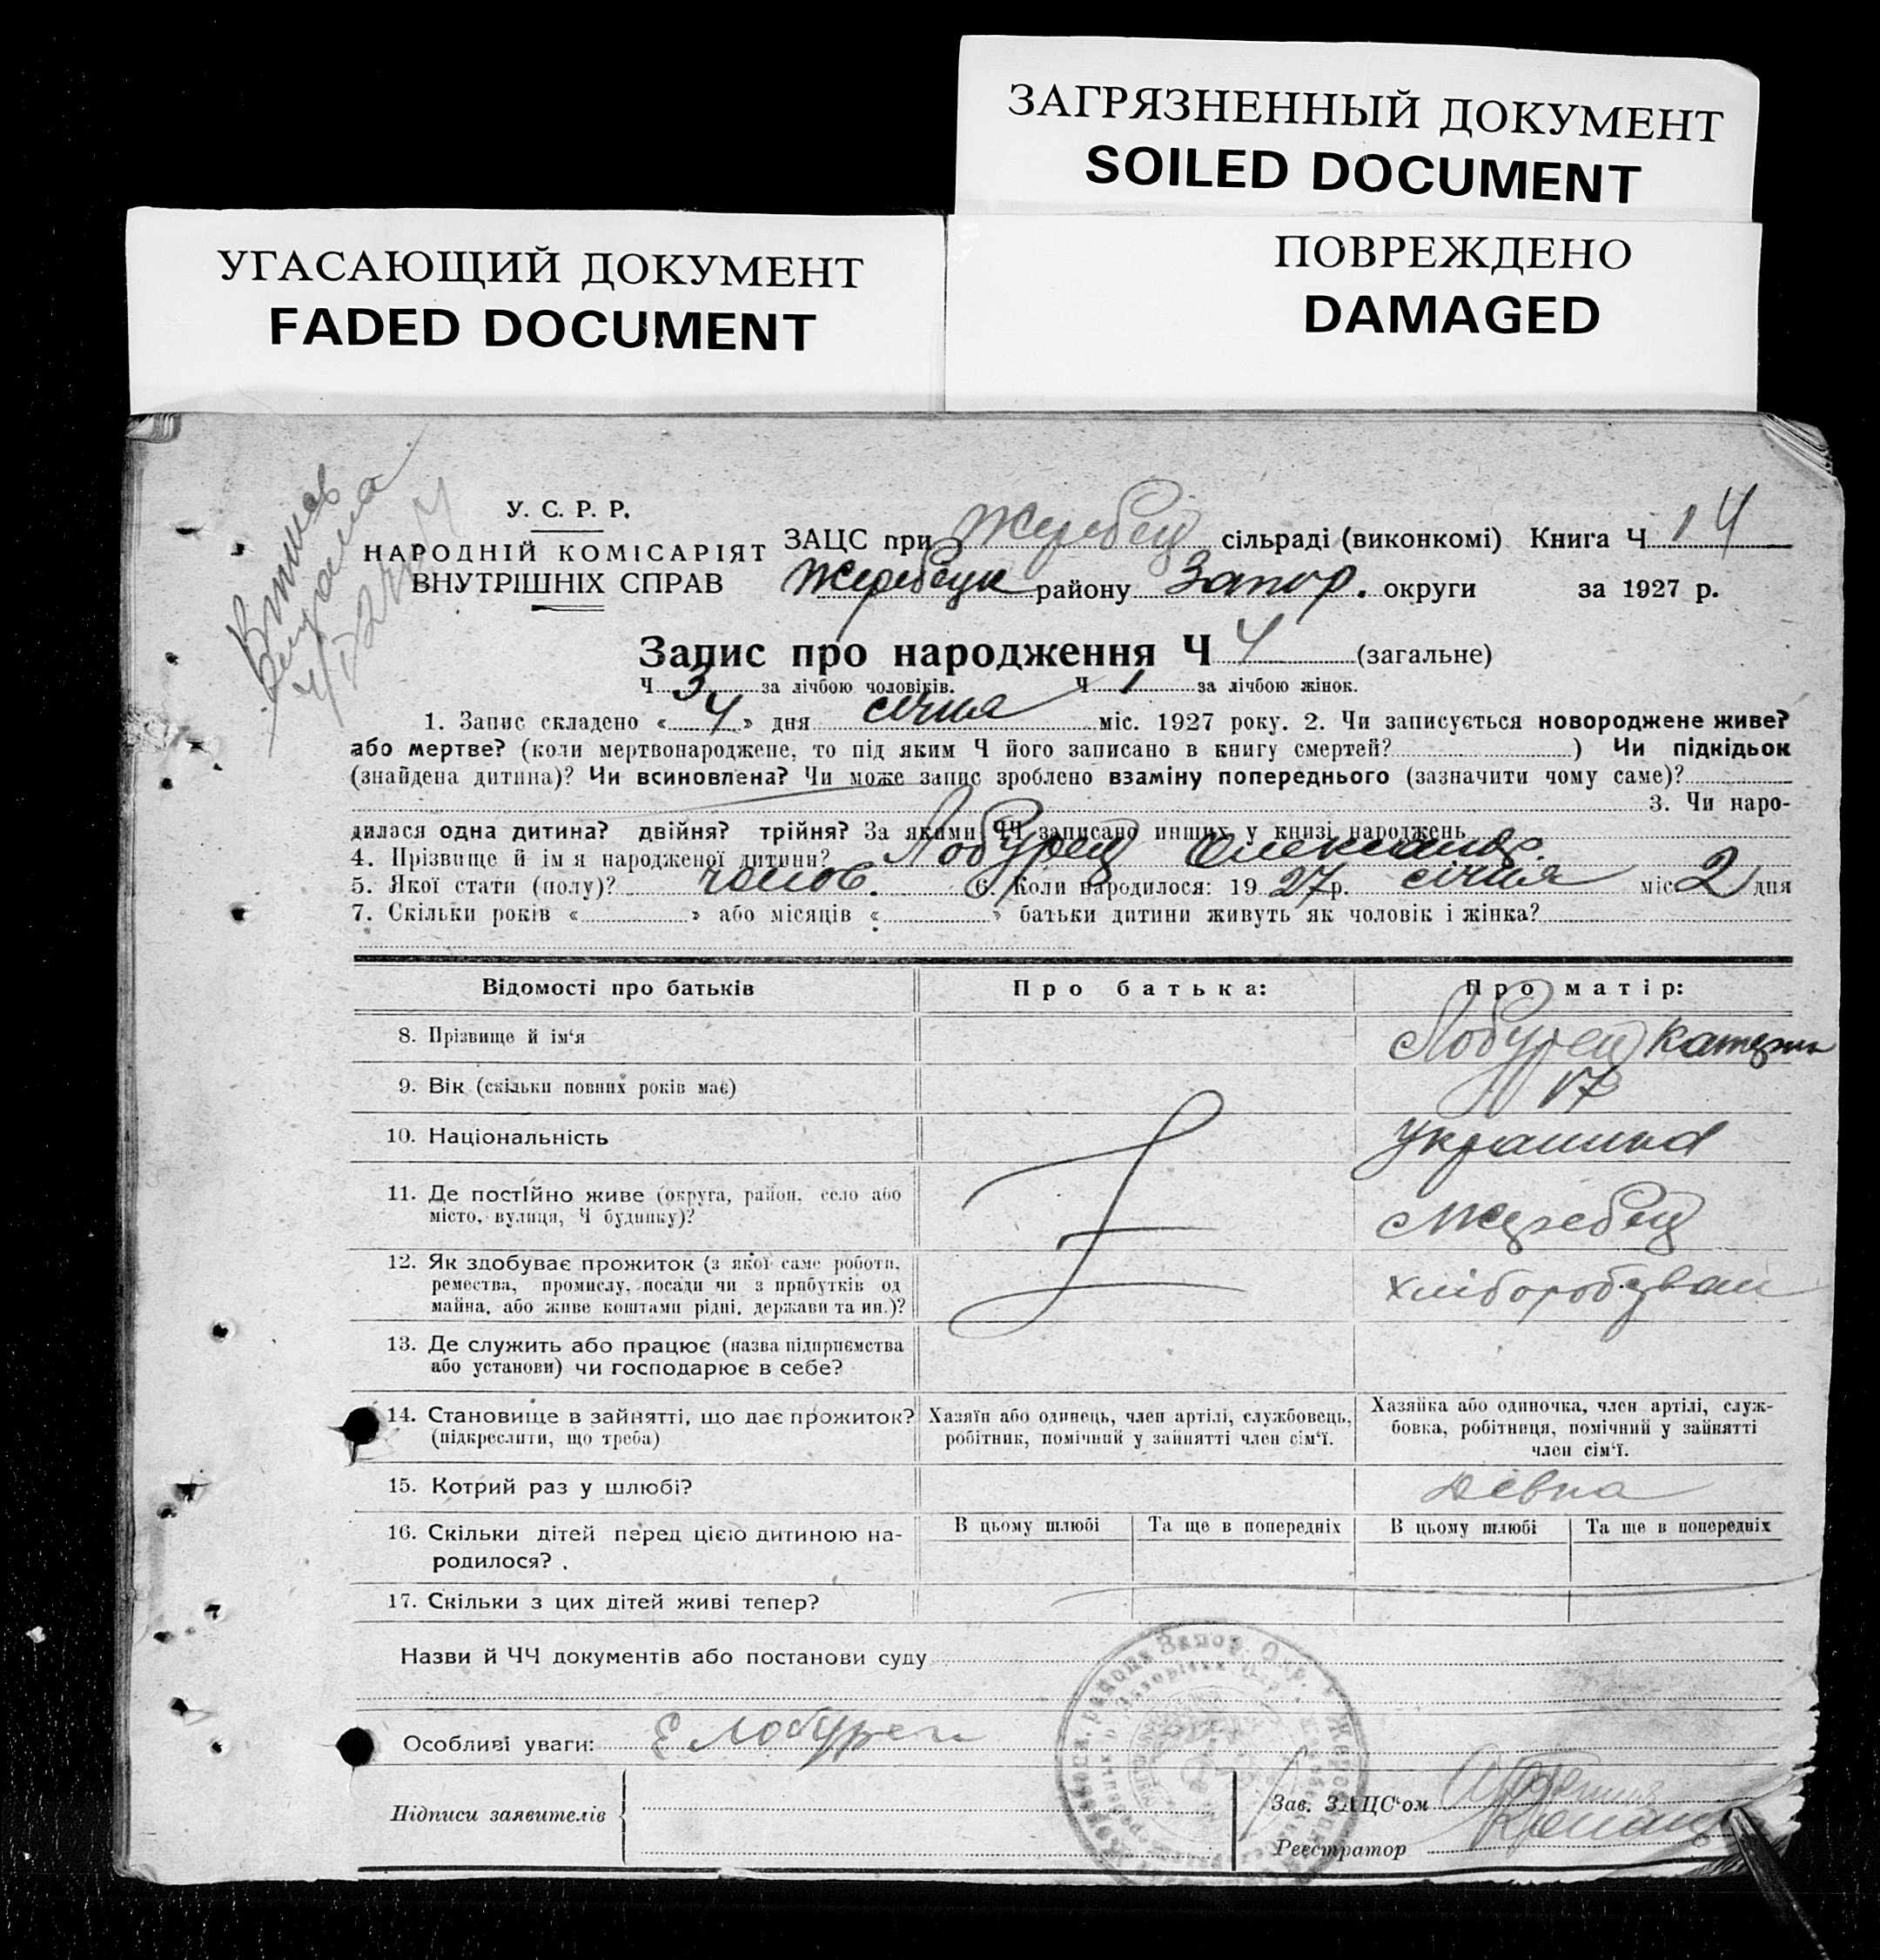 ЗАГРЯЗНЕННЫЙ ДОКУМЕНТ
SOILED DOCUMENT
УГАСАЮЩИЙ ДОКУМЕНТ
FADED DOCUMENT
ПОВРЕЖДЕНО
DAMAGED
У. С. Р. Р.
НАРОДНІЙ КОМІСАРІЯТ
ВНУТРІШНІХ СПРАВ
ЗАЦС при Жеребец сільраді (виконкомі) Книга Ч 14
Жеребецк району Запор. округи за 1927 р.
Запис про народження Ч 4 (загальне)
Ч 3 за лічбою чоловіків. Ч 1 за лічбою жінок.
1. Запис складено « 4 » дня січня міс. 1927 року. 2. Чи записується новороджене живе?
або мертве? (коли мертвонароджене, то під яким Ч його записано в книгу смертей? ) Чи підкідьок
(знайдена дитина)? Чи всиновлена? Чи може запис зроблено взаміну попереднього (зазначити чому саме)?
3. Чи наро-
дилася одна дитина? двійня? трійня? За якими ЧЧ записано инших у книзі народжень
4. Прізвище й імя народженої дитини? Лобурец Олександр.
5. Якої стати (полу)? чолов. 6. Коли народилося: 1927 р. січня міс 2 дня
7. Скільки років « » або місяців « » батьки дитини живуть як чоловік і жінка?
Відомості про батьків Про батька: Про матір:
8. Прізвище й ім'я Лобурец Катерин
9. Вік (скільки повних років має) 17
10. Національність Украинка
11. Де постійно живе (округа, район, село або
місто, вулиця, Ч будинку)? Жеребец
12. Як здобуває прожиток (з якої саме роботи,
ремества, промислу, посади чи з прибутків од
майна, або живе коштами рідні, держави та ин.)?
13. Де служить або працює (назва підприємства
або установи) чи господарює в себе?
14. Становище в зайнятті, що дає прожиток?
(підкреслити, що треба)
Хазяїн або одинець, член артілі, службовець,
робітник, помічний у зайнятті член сім'ї.
Хазяйка або одиночка, член артілі, служ-
бовка, робітниця, помічний у зайнятті
член сім'ї.
15. Котрий раз у шлюбі? Дівка
16. Скільки дітей перед цією дитиною на-
родилося?
В цьому шлюбі Та ще в попередніх В цьому шлюбі Та ще в попередніх
17. Скільки з цих дітей живі тепер?
Назви й ЧЧ документів або постанови суду
Особливі уваги: Е Лобурец
Підписи заявителів
Зав. ЗАЦС'ом
Реєстратор